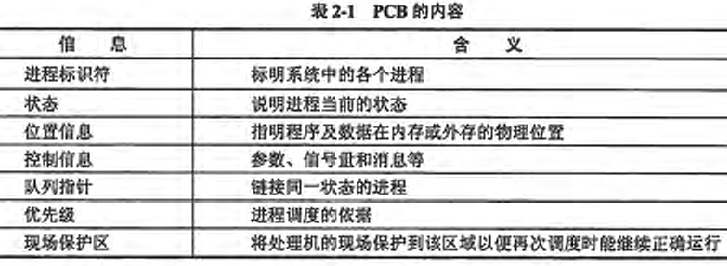 表2-1 PCB的内容
信 息 含 义
进程标识符 标明系统中的各个进程
状态 说明进程当前的状态
位置信息 指明程序及数据在内存或外存的物理位置
控制信息 参数、信号量和消息等
队列指针 链接同一状态的进程
优先级 进程调度的依据
现场保护区 将处理机的现场保护到该区域以便再次调度时能继续正确运行